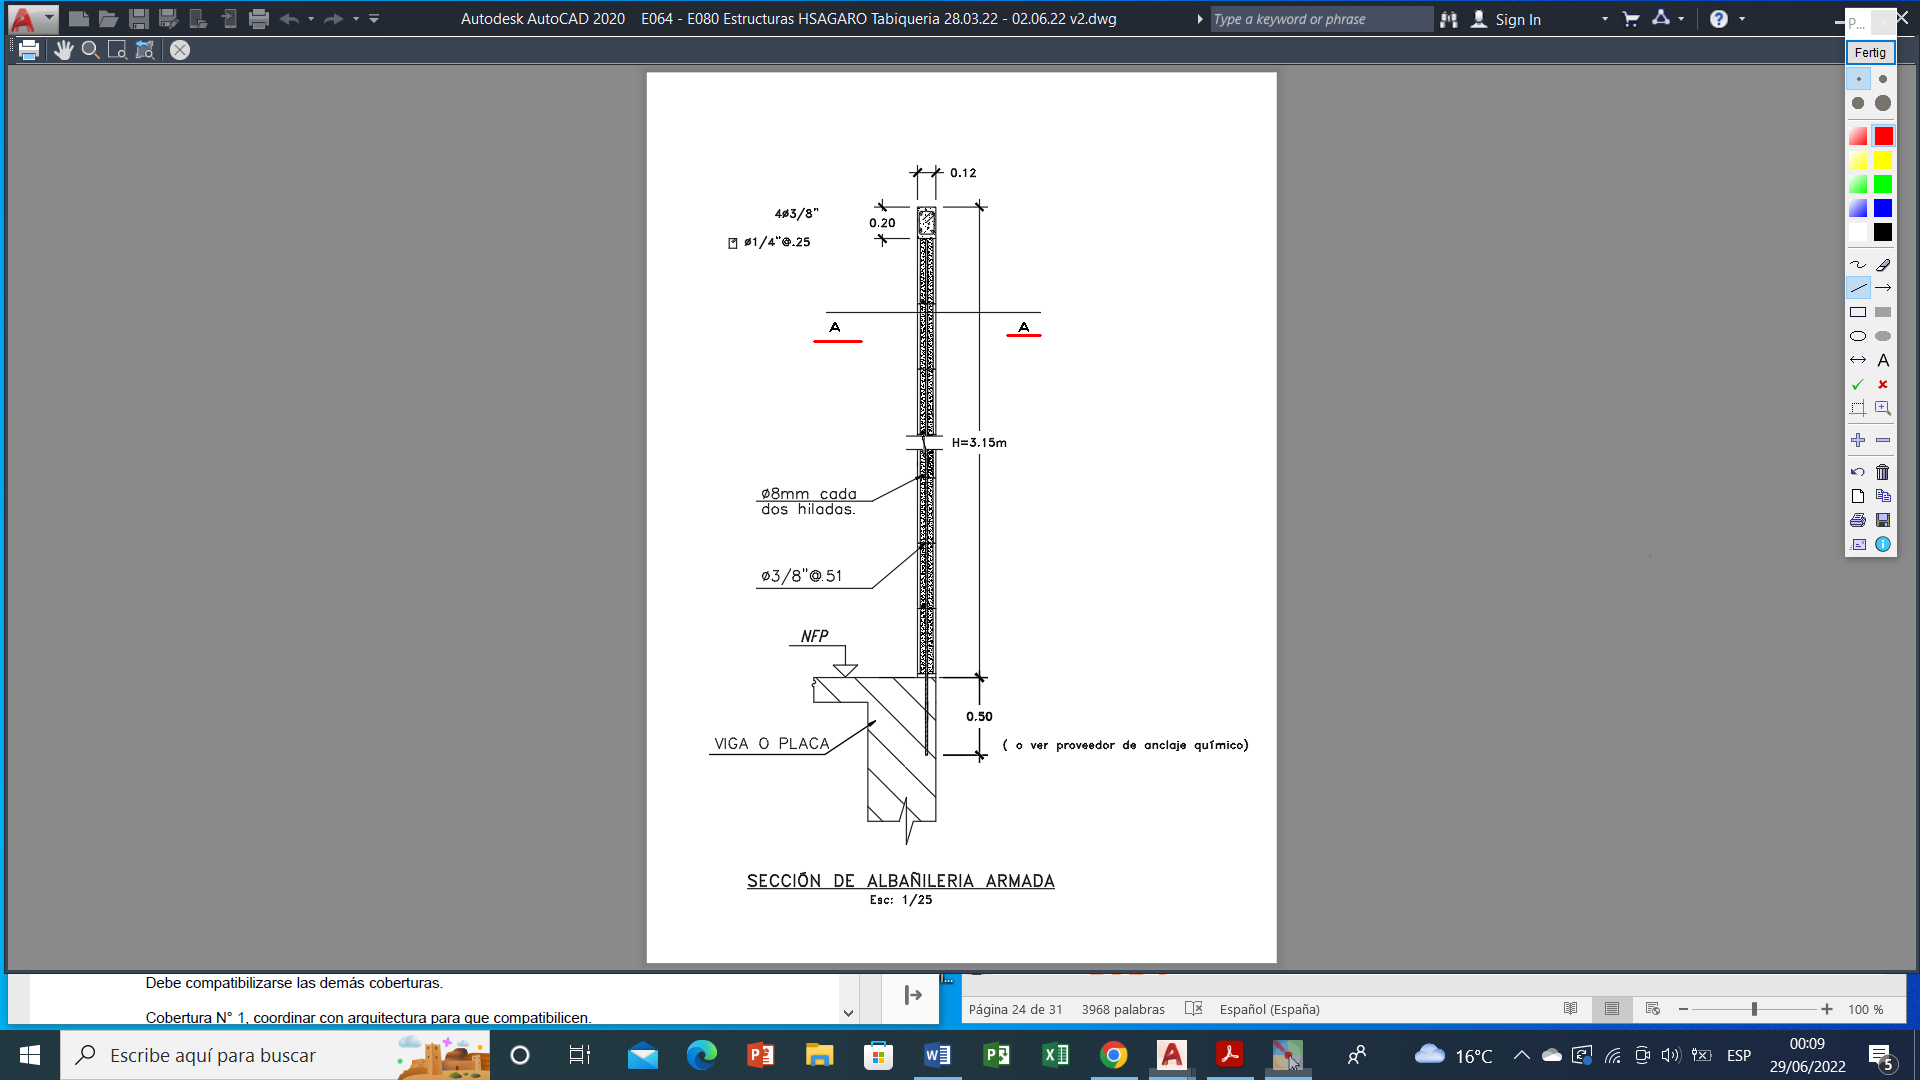 Autodesk AutoCAD 2020 E064 - E080 Estructuras HSAGARO Tabiqueria 28.03.22 - 02.06.22 v2.dwg
Type a keyword or phrase
Sign In
P...
Fertig
0.12
4ø3/8"
0.20
ø1/4"@.25
A A
H=3.15m
ø8mm cada
dos hiladas.
ø3/8"@.51
NFP
0.50
VIGA O PLACA
( o ver proveedor de anclaje químico)
SECCIÓN DE ALBAÑILERIA ARMADA
Esc: 1/25
Debe compatibilizarse las demás coberturas.
Cobertura N° 1, coordinar con arquitectura para que compatibilicen.
Página 24 de 31 3968 palabras Español (España) 100 %
Escribe aquí para buscar
16°C
ESP
00:09
29/06/2022
5